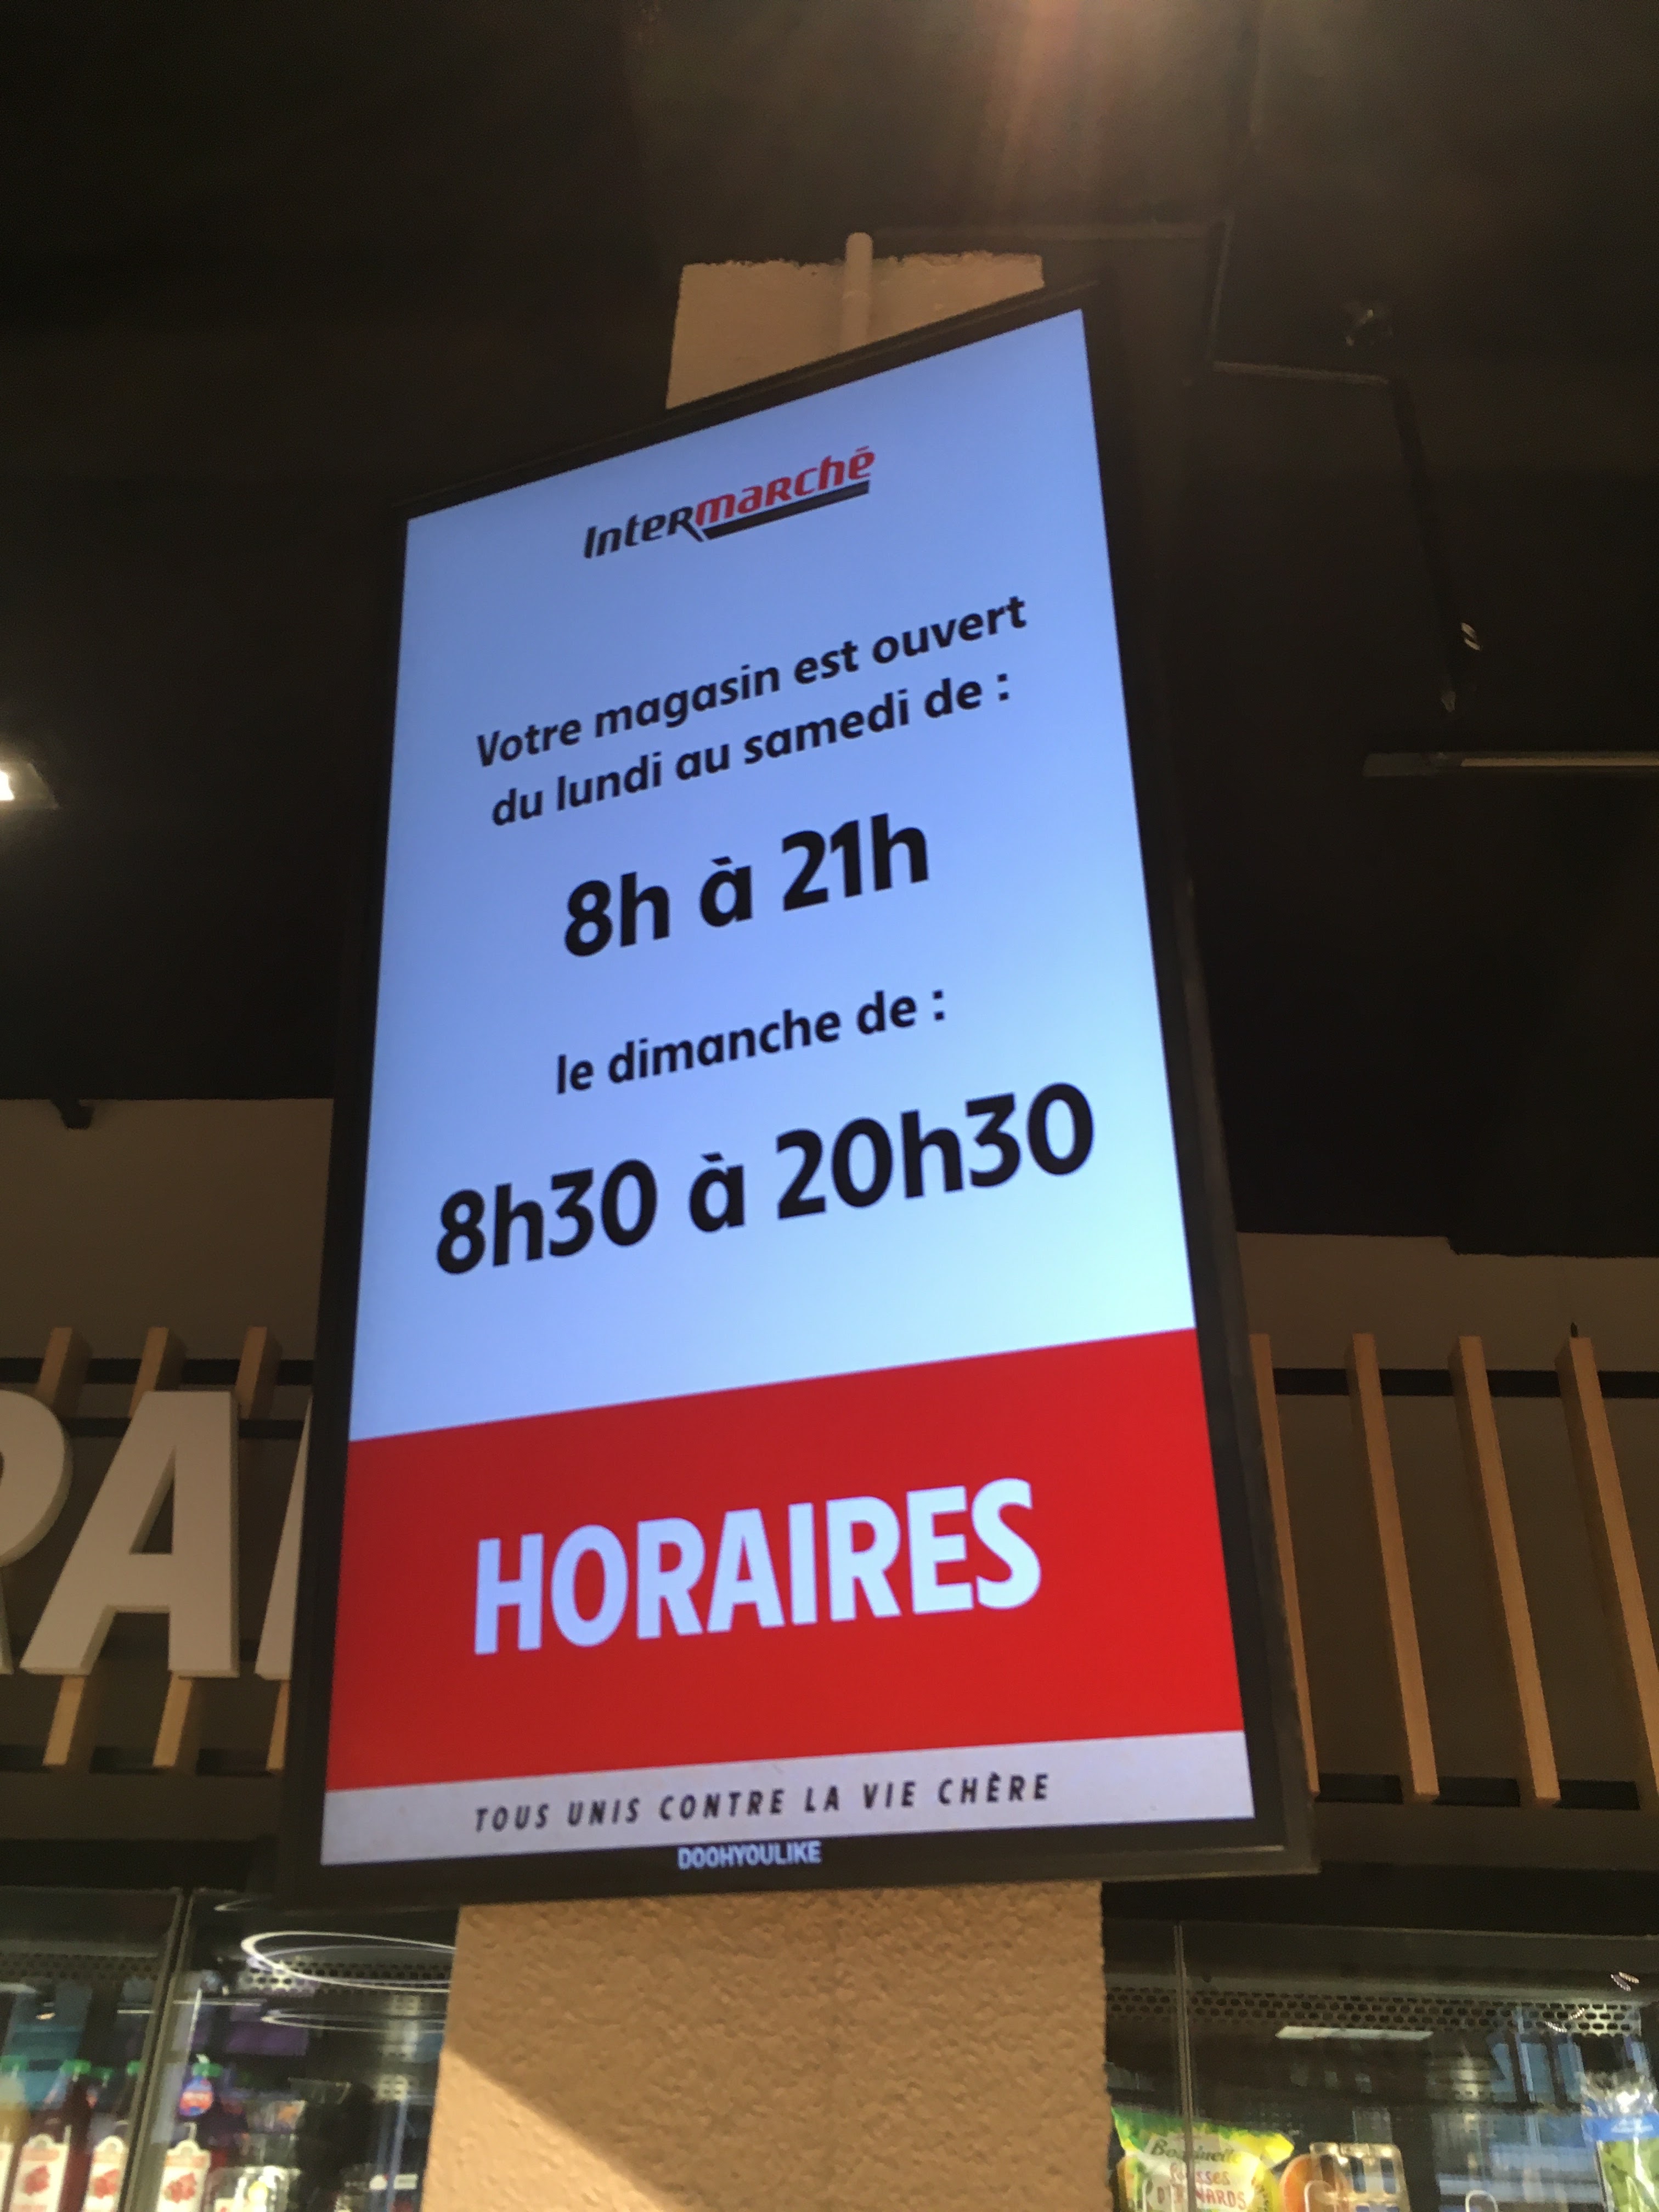 Intermarché
Votre magasin est ouvert
du lundi au samedi de :
8h à 21h
le dimanche de :
8h30 à 20h30
HORAIRES
TOUS UNIS CONTRE LA VIE CHÈRE
DOOHYOULIKE